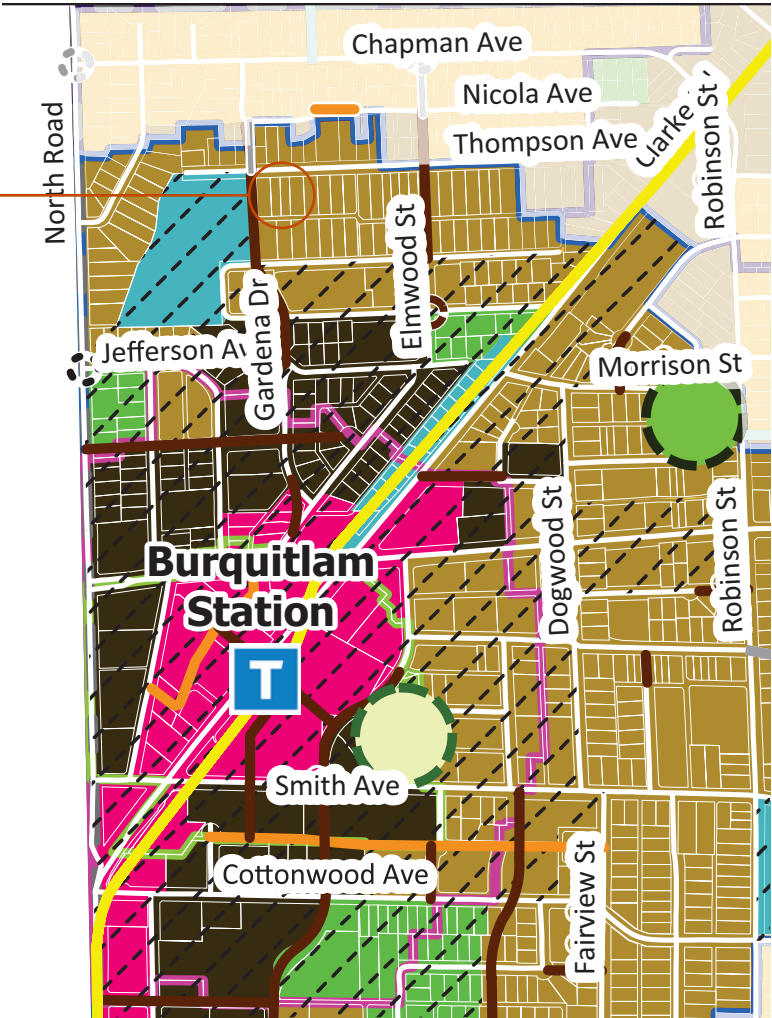 Chapman Ave
Nicola Ave
Thompson Ave
Clarke
Robinson St
North Road
Elmwood St
Gardena Dr
Jefferson Av
Morrison St
Dogwood St
Robinson St
Burquitlam
Station
T
Smith Ave
Cottonwood Ave
Fairview St